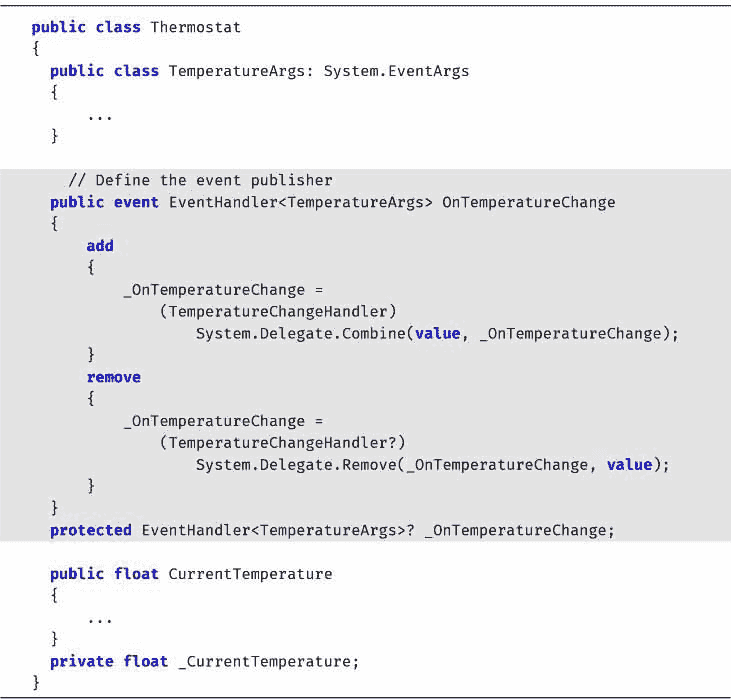 public class Thermostat
{
  public class TemperatureArgs: System.EventArgs
  {
      ...
  }
    // Define the event publisher
  public event EventHandler<TemperatureArgs> OnTemperatureChange
  {
      add
      {
          _OnTemperatureChange =
              (TemperatureChangeHandler)
                  System.Delegate.Combine(value, _OnTemperatureChange);
      }
      remove
      {
          _OnTemperatureChange =
              (TemperatureChangeHandler?)
                  System.Delegate.Remove(_OnTemperatureChange, value);
      }
  }
  protected EventHandler<TemperatureArgs>? _OnTemperatureChange;
  public float CurrentTemperature
  {
      ...
  }
  private float _CurrentTemperature;
}